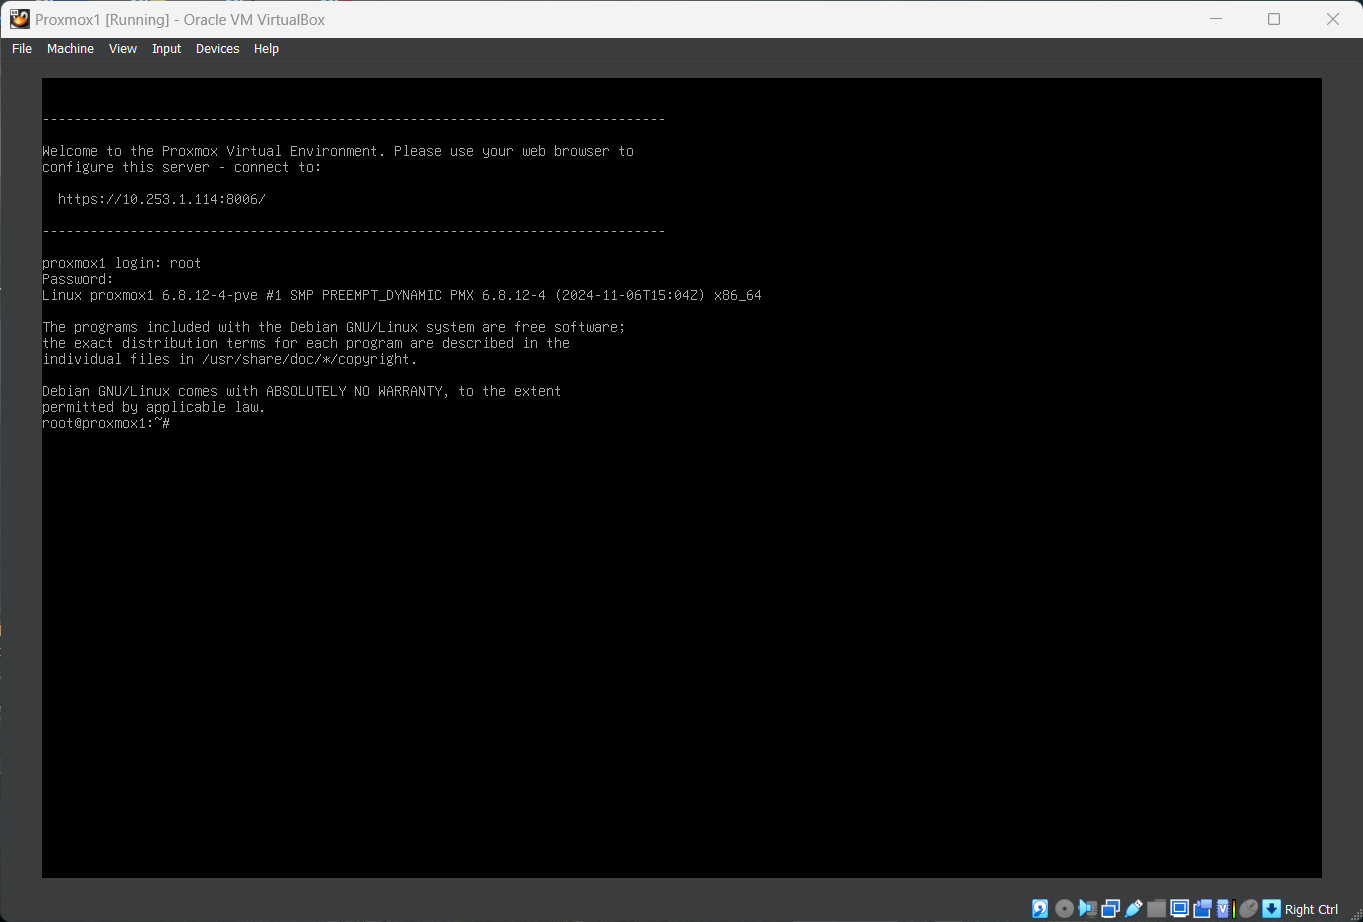 Proxmox1 [Running] - Oracle VM VirtualBox
File Machine View Input Devices Help
------------------------------------------------------------------------------
Welcome to the Proxmox Virtual Environment. Please use your web browser to
configure this server - connect to:
https://10.253.1.114:8006/
------------------------------------------------------------------------------
proxmox1 login: root
Password:
Linux proxmox1 6.8.12-4-pve #1 SMP PREEMPT_DYNAMIC PMX 6.8.12-4 (2024-11-06T15:04Z) x86_64
The programs included with the Debian GNU/Linux system are free software;
the exact distribution terms for each program are described in the
individual files in /usr/share/doc/*/copyright.
Debian GNU/Linux comes with ABSOLUTELY NO WARRANTY, to the extent
permitted by applicable law.
root@proxmox1:~#
Right Ctrl